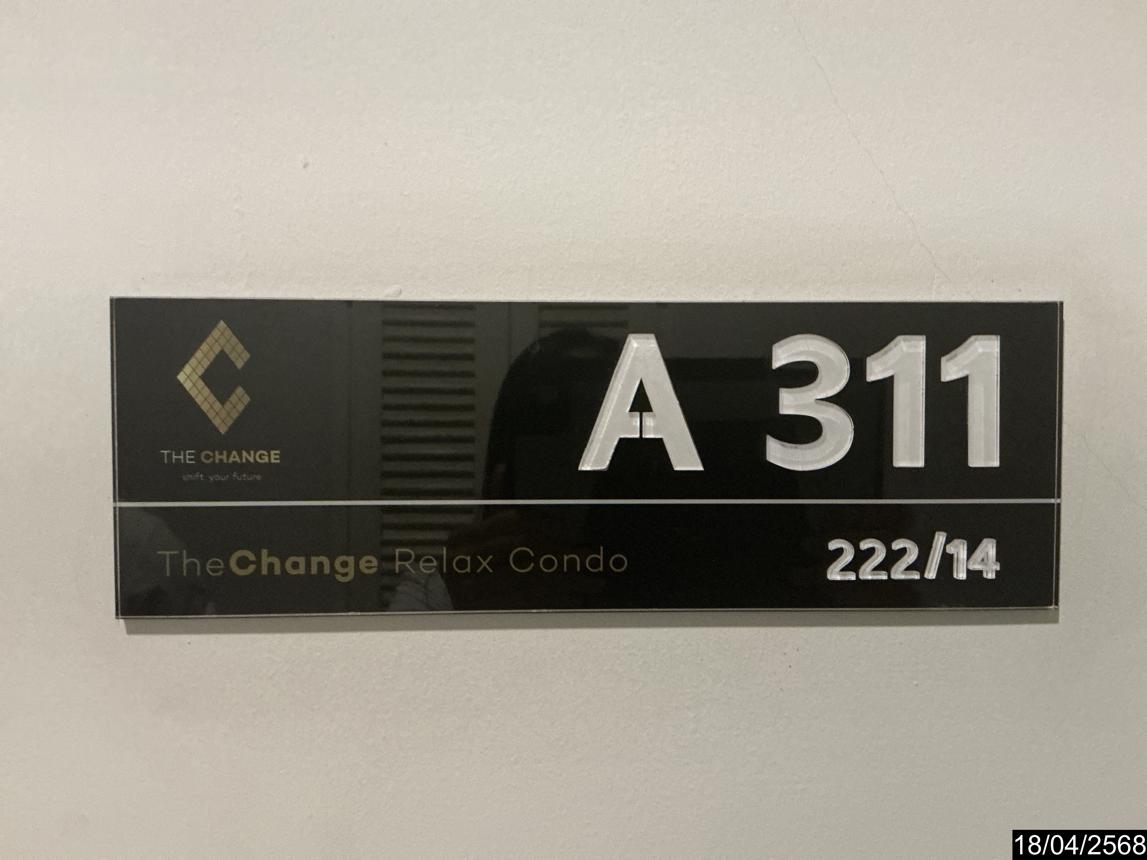 A 311
THE CHANGE
shift your future
TheChange Relax Condo
222/14
18/04/2568